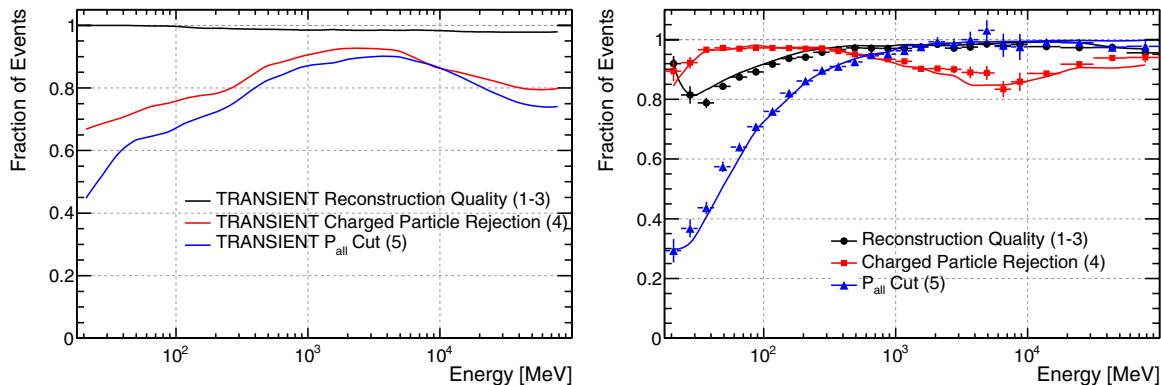 Fraction of Events
1
0.8
0.6
0.4
0.2
0
TRANSIENT Reconstruction Quality (1-3)
TRANSIENT Charged Particle Rejection (4)
TRANSIENT Pall Cut (5)
10²
10³
10⁴
Energy [MeV]
Fraction of Events
1
0.8
0.6
0.4
0.2
0
Reconstruction Quality (1-3)
Charged Particle Rejection (4)
Pall Cut (5)
10²
10³
10⁴
Energy [MeV]